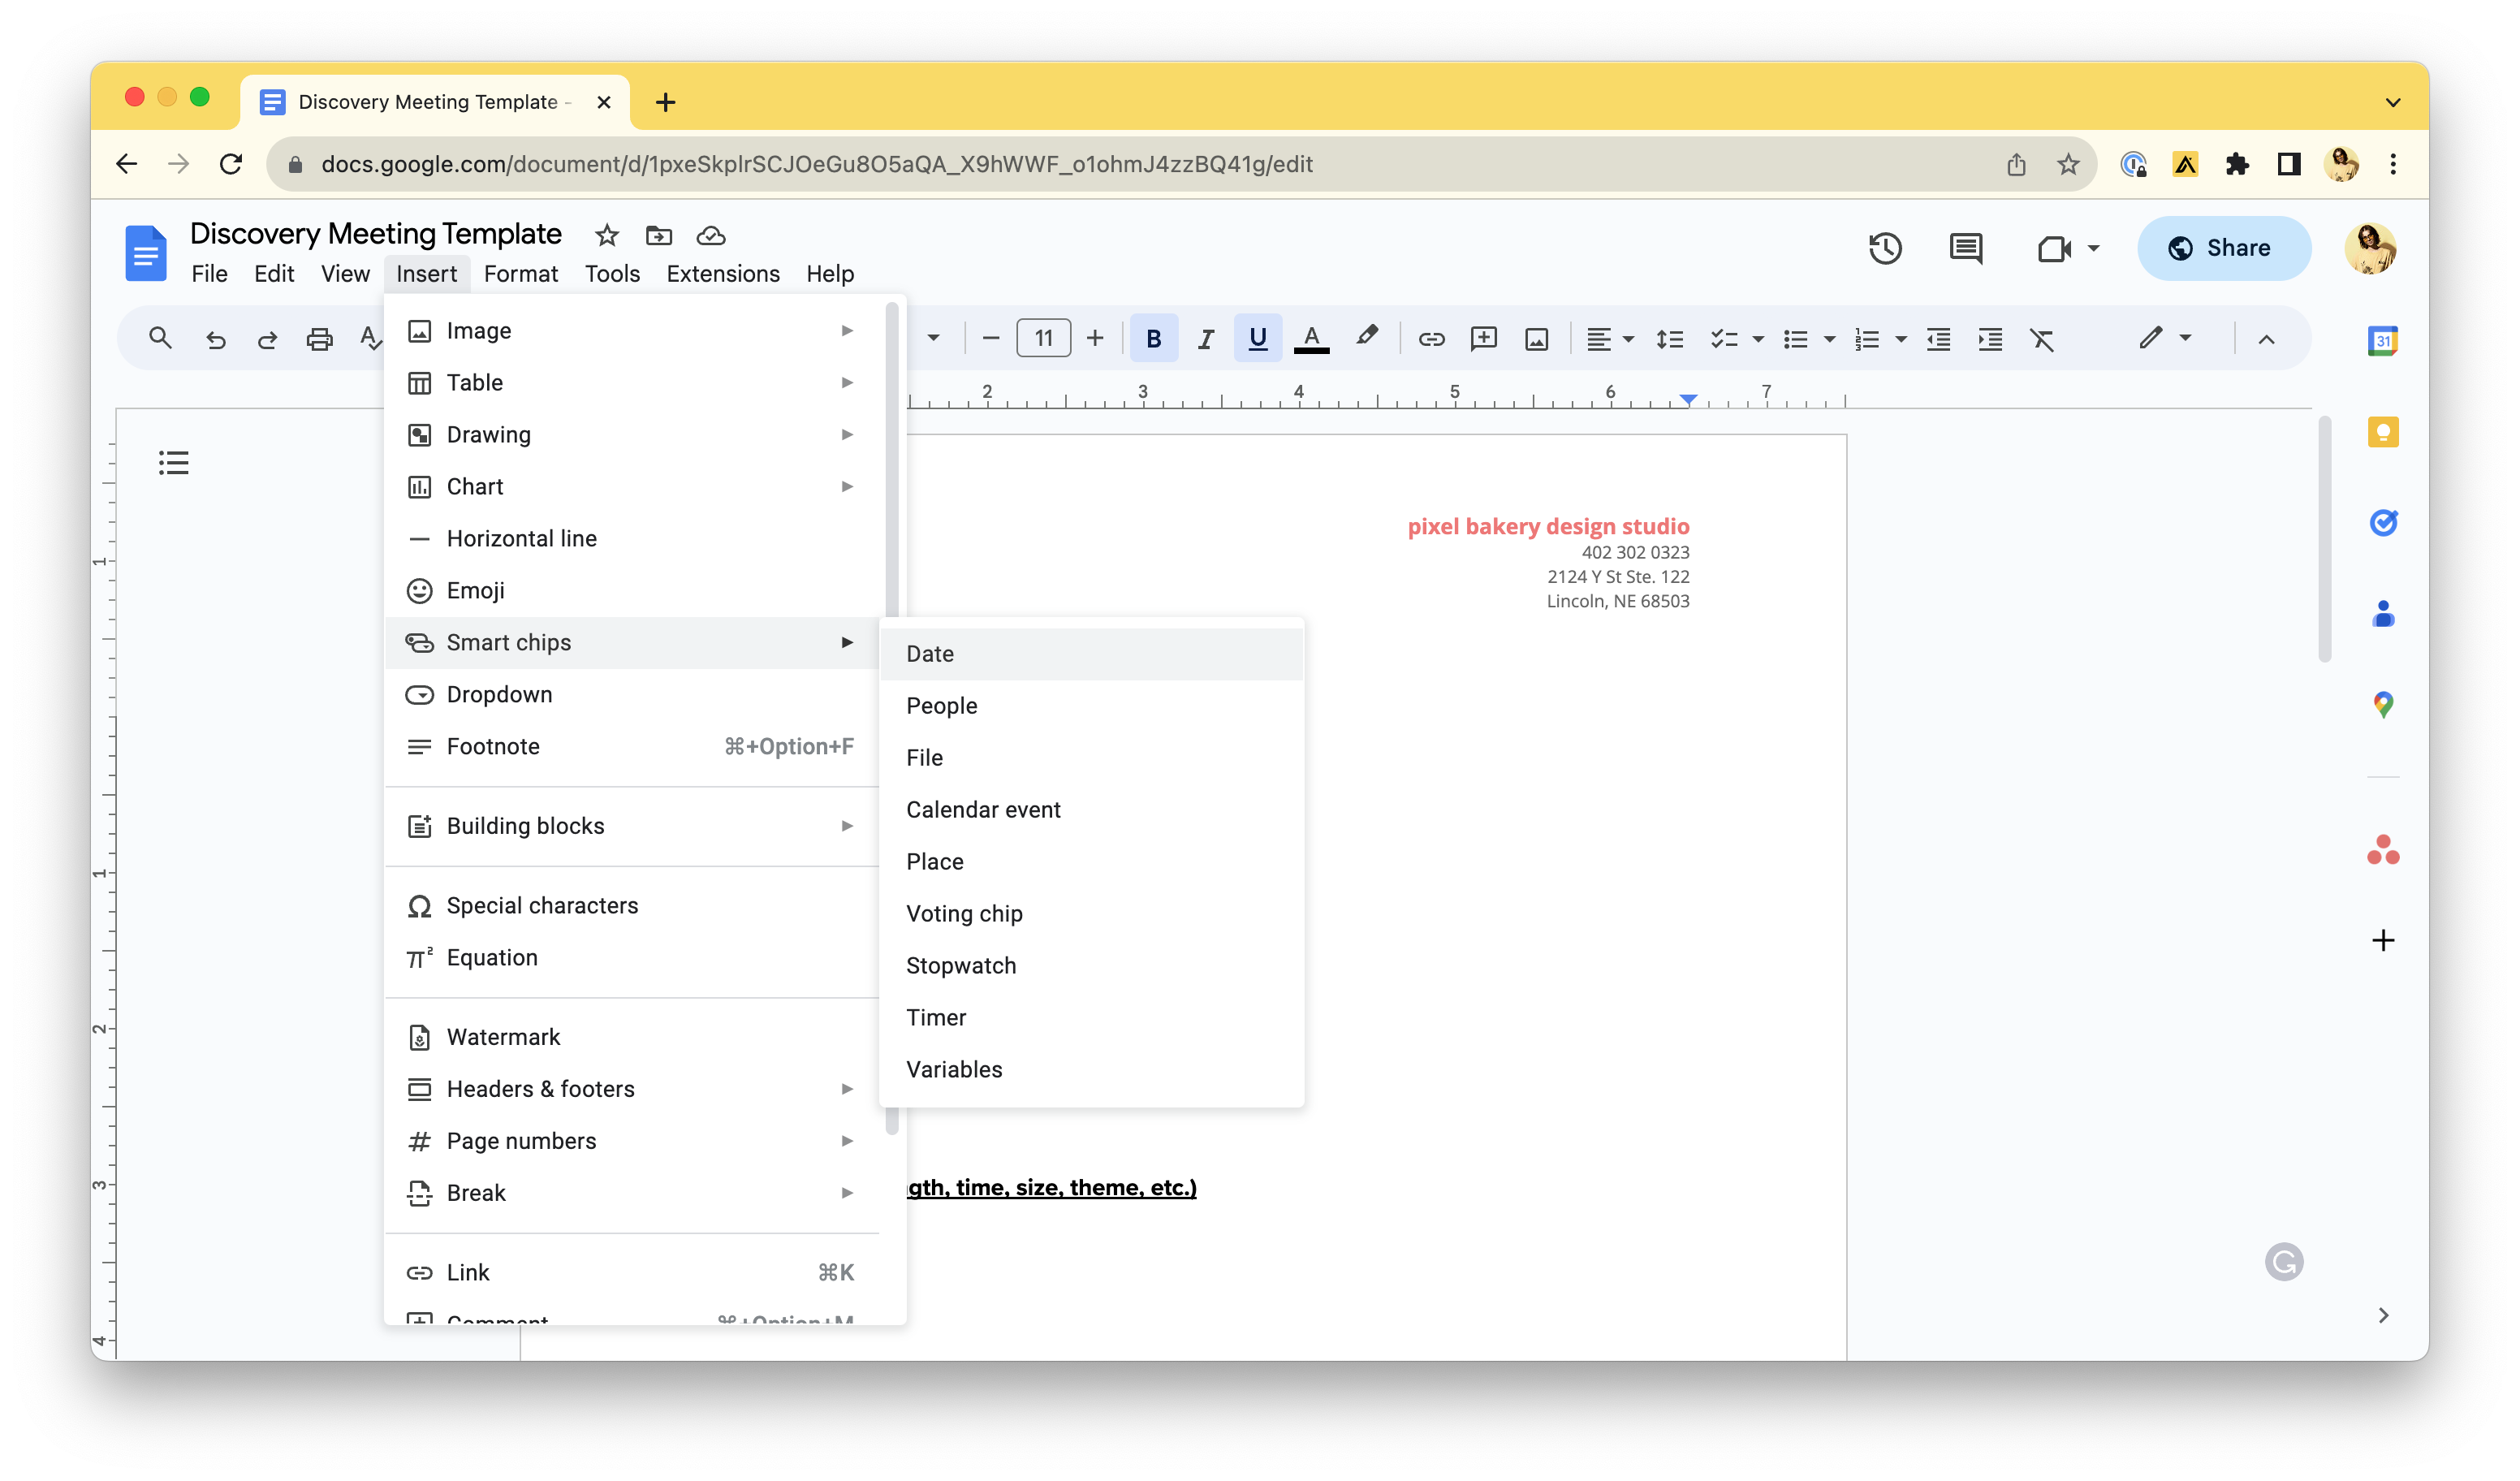 Discovery Meeting Template -
docs.google.com/document/d/1pxeSkplrSCJOeGu8O5aQA_X9hWWF_o1ohmJ4zzBQ41g/edit
Discovery Meeting Template
File Edit View Insert Format Tools Extensions Help
Share
11 B I U A
31
2 3 4 5 6 7
Image
Table
Drawing
Chart
Horizontal line
Emoji
Smart chips
Dropdown
Footnote ⌘+Option+F
Building blocks
Special characters
Equation
Watermark
Headers & footers
Page numbers
Break
Link ⌘K
Comment ⌘+Option+M
Date
People
File
Calendar event
Place
Voting chip
Stopwatch
Timer
Variables
pixel bakery design studio
402 302 0323
2124 Y St Ste. 122
Lincoln, NE 68503
gth, time, size, theme, etc.)
1
1
2
3
4